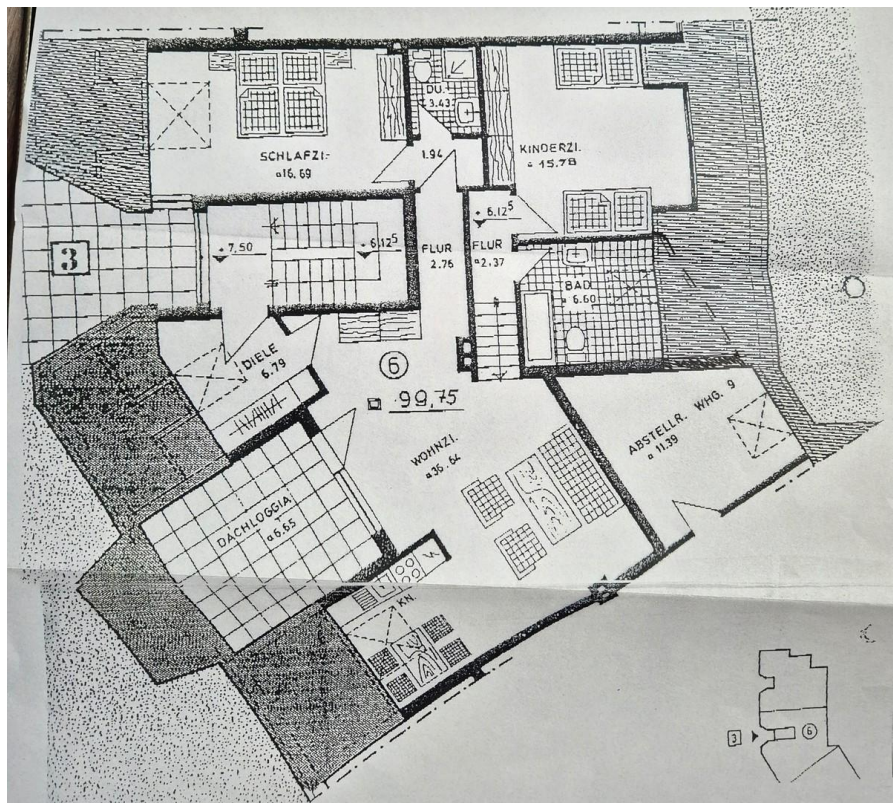 DU.
3.43
SCHLAFZI.
16.69
1.94
KINDERZI.
15.78
3
+ 7,50
+ 6,12⁵
+ 6,12⁵
FLUR
2.76
FLUR
2.37
BAD
6.60
DIELE
6.79
6
99,75
WOHNZI.
36.64
ABSTELLR. WHG. 9
11.39
DACHLOGGIA
6.65
KN.
3
6